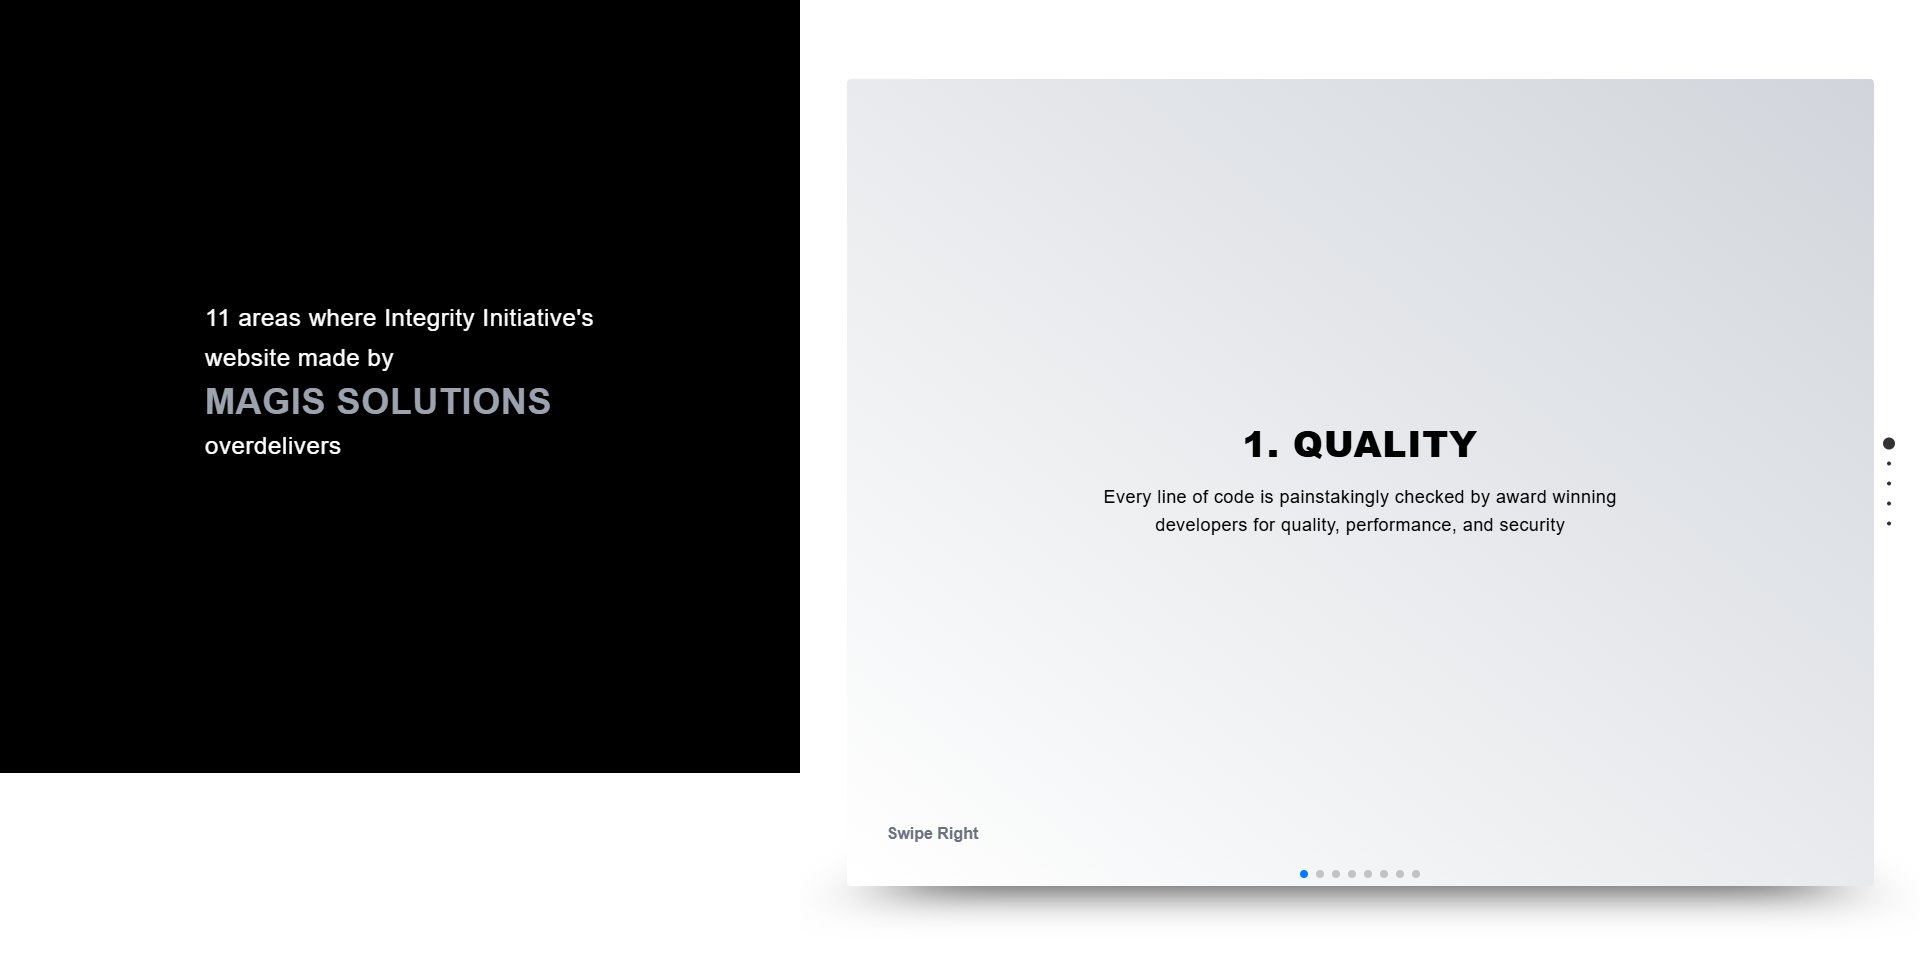 11 areas where Integrity Initiative's
website made by
MAGIS SOLUTIONS
overdelivers
1. QUALITY
Every line of code is painstakingly checked by award winning
developers for quality, performance, and security
Swipe Right